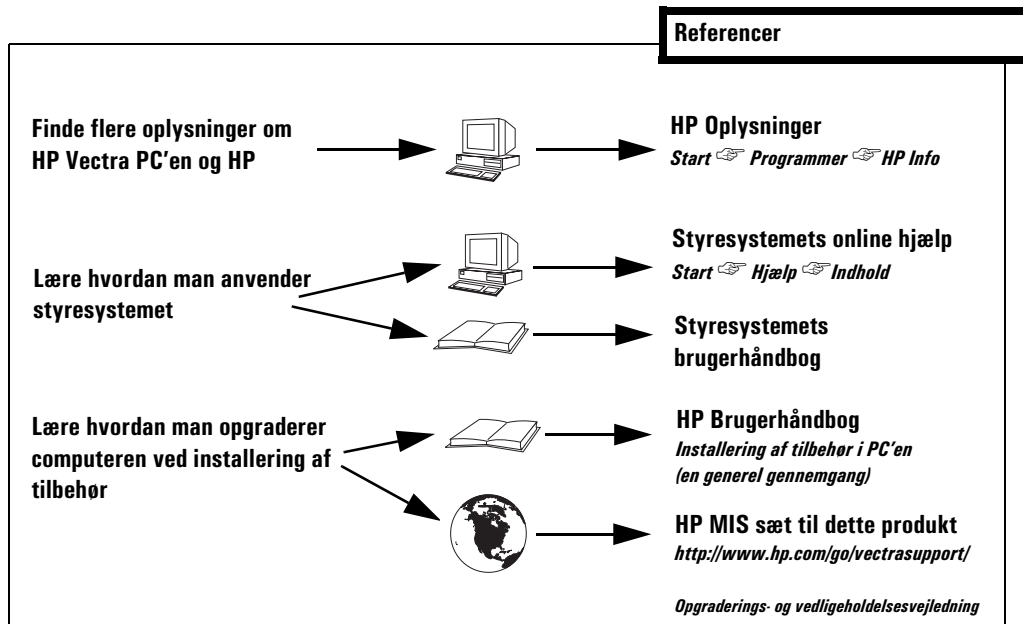 Referencer
Finde flere oplysninger om
HP Vectra PC'en og HP
HP Oplysninger
Start ☞ Programmer ☞ HP Info
Lære hvordan man anvender
styresystemet
Styresystemets online hjælp
Start ☞ Hjælp ☞ Indhold
Styresystemets
brugerhåndbog
Lære hvordan man opgraderer
computeren ved installering af
tilbehør
HP Brugerhåndbog
Installering af tilbehør i PC'en
(en generel gennemgang)
HP MIS sæt til dette produkt
http://www.hp.com/go/vectrasupport/
Opgraderings- og vedligeholdelsesvejledning